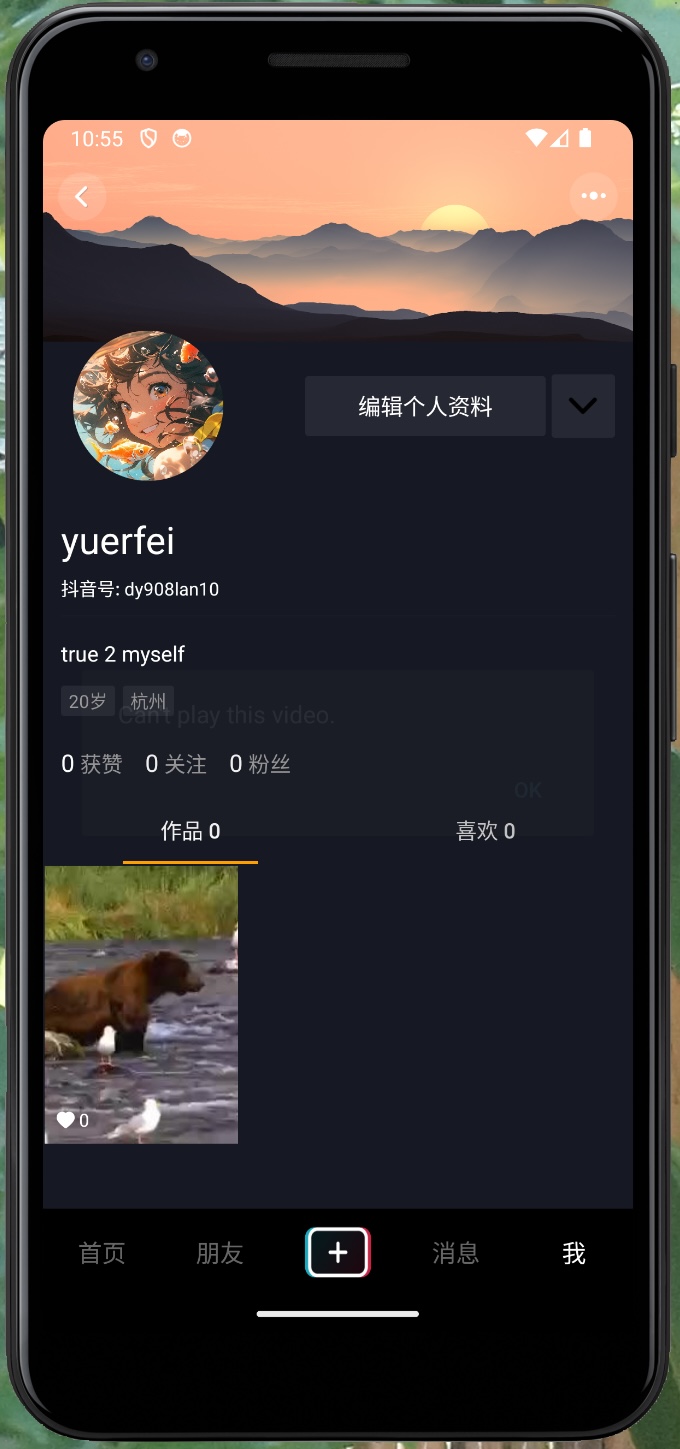 10:55
编辑个人资料
yuerfei
抖音号: dy908lan10
true 2 myself
20岁 杭州
Can't play this video.
0 获赞 0 关注 0 粉丝
OK
作品 0 喜欢 0
0
首页 朋友 消息 我